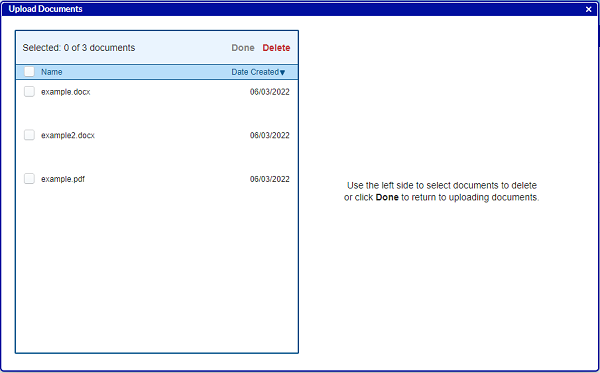 Upload Documents ×
Selected: 0 of 3 documents Done Delete
Name Date Created▼
example.docx 06/03/2022
example2.docx 06/03/2022
example.pdf 06/03/2022
Use the left side to select documents to delete
or click Done to return to uploading documents.